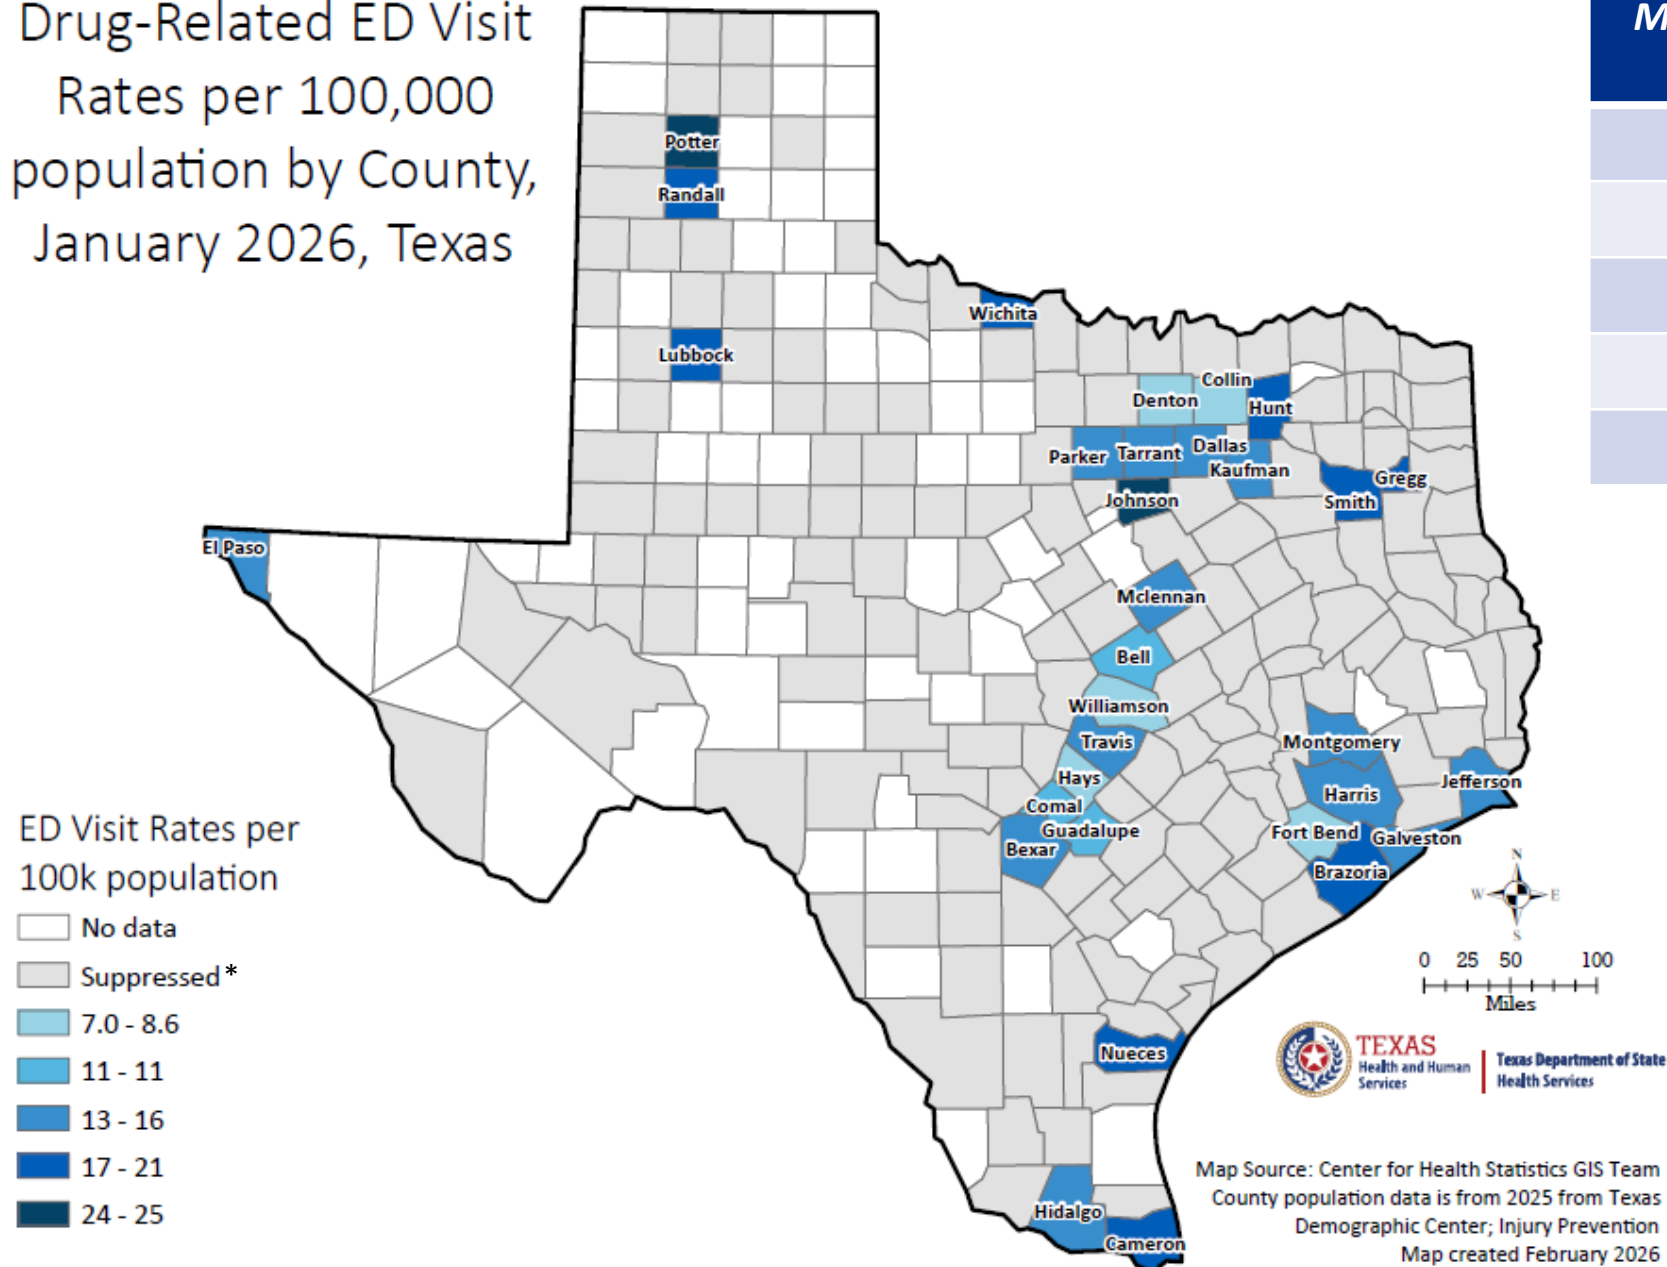 Drug-Related ED Visit
Rates per 100,000
population by County,
January 2026, Texas
M
Potter
Randall
Wichita
Lubbock
Collin
Denton
Hunt
Parker
Tarrant
Dallas
Kaufman
Gregg
Smith
Johnson
El Paso
Mclennan
Bell
Williamson
Travis
Montgomery
Hays
Jefferson
Harris
Comal
Guadalupe
Fort Bend
Galveston
Bexar
Brazoria
Nueces
Hidalgo
Cameron
ED Visit Rates per
100k population
No data
Suppressed*
7.0 - 8.6
11 - 11
13 - 16
17 - 21
24 - 25
N
W E
S
0 25 50 100
Miles
TEXAS
Health and Human
Services
Texas Department of State
Health Services
Map Source: Center for Health Statistics GIS Team
County population data is from 2025 from Texas
Demographic Center; Injury Prevention
Map created February 2026